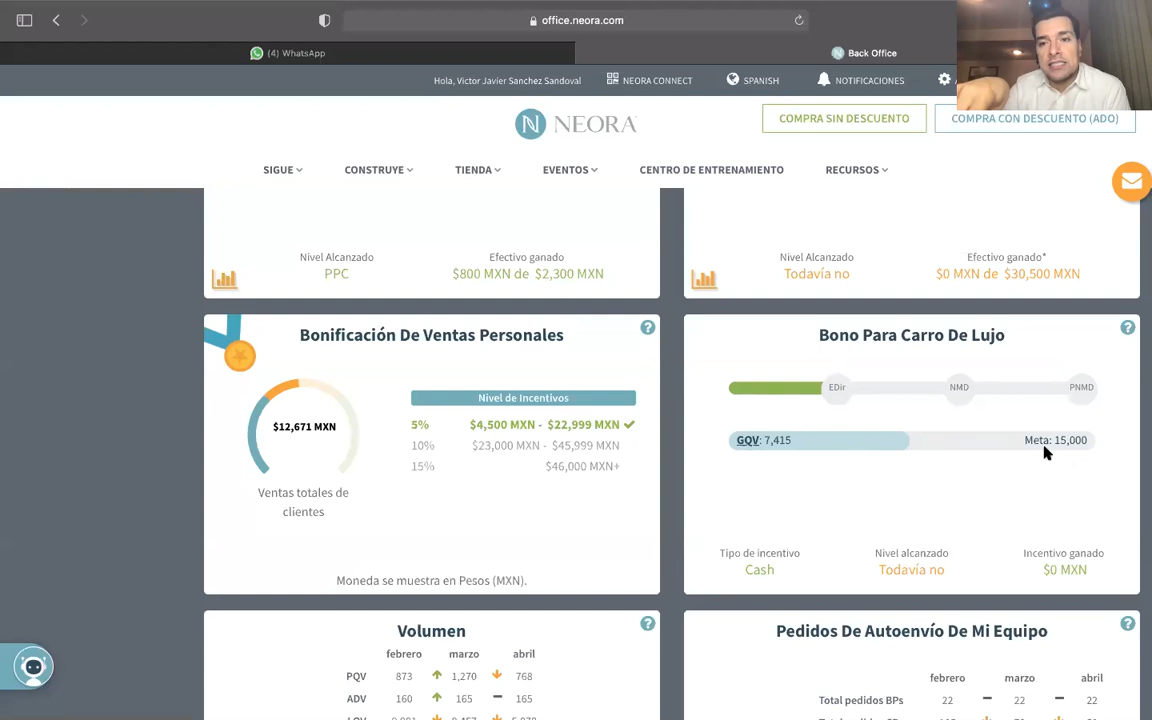 office.neora.com
(4) WhatsApp
Back Office
Hola, Victor Javier Sanchez Sandoval
NEORA CONNECT
SPANISH
NOTIFICACIONES
NEORA
COMPRA SIN DESCUENTO
COMPRA CON DESCUENTO (ADO)
SIGUE
CONSTRUYE
TIENDA
EVENTOS
CENTRO DE ENTRENAMIENTO
RECURSOS
Nivel Alcanzado
Efectivo ganado
PPC
$800 MXN de $2,300 MXN
Nivel Alcanzado
Efectivo ganado*
Todavía no
$0 MXN de $30,500 MXN
Bonificación De Ventas Personales
?
$12,671 MXN
Ventas totales de
clientes
Nivel de Incentivos
5% $4,500 MXN - $22,999 MXN
10% $23,000 MXN - $45,999 MXN
15% $46,000 MXN+
Moneda se muestra en Pesos (MXN).
Bono Para Carro De Lujo
?
EDir
NMD
PNMD
GQV: 7,415
Meta: 15,000
Tipo de incentivo
Nivel alcanzado
Incentivo ganado
Cash
Todavía no
$0 MXN
Volumen
?
febrero marzo abril
PQV 873 1,270 768
ADV 160 165 165
Pedidos De Autoenvío De Mi Equipo
?
febrero marzo abril
Total pedidos BPs 22 22 22